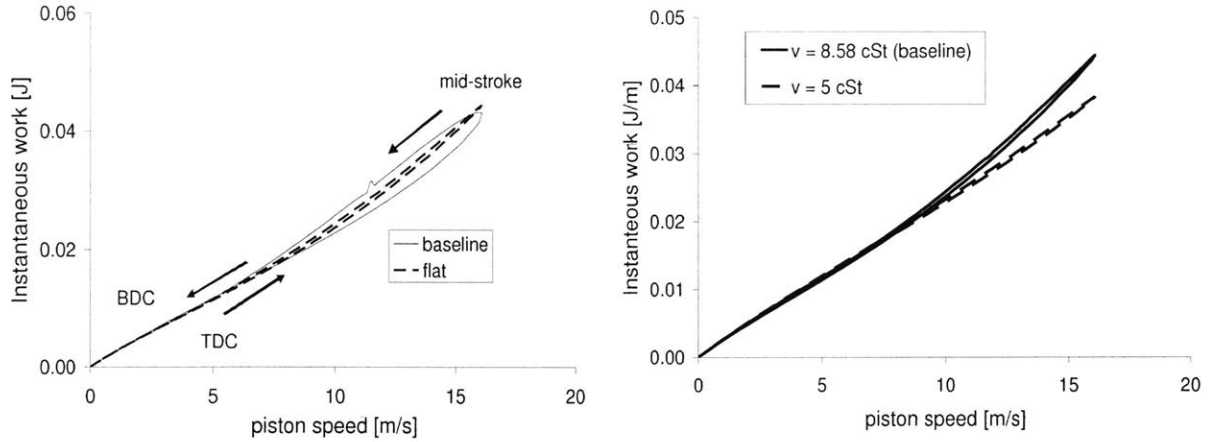 0.06
0.04
0.02
0.00
Instantaneous work [J]
mid-stroke
baseline
flat
BDC
TDC
0 5 10 15 20
piston speed [m/s]
0.05
0.04
0.03
0.02
0.01
0.00
Instanteous work [J/m]
v = 8.58 cSt (baseline)
v = 5 cSt
0 5 10 15 20
piston speed [m/s]